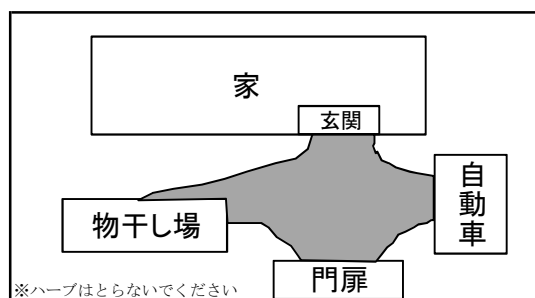 家
玄関
自動車
物干し場
門扉
※ハーブはとらないでください